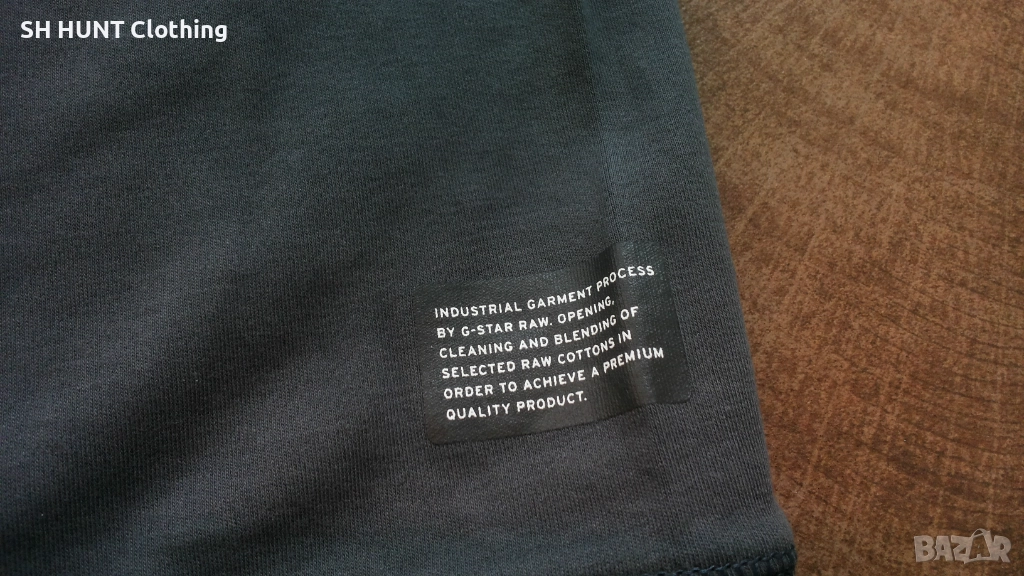 SH HUNT Clothing
INDUSTRIAL GARMENT PROCESS
BY G-STAR RAW. OPENING,
CLEANING AND BLENDING OF
SELECTED RAW COTTONS IN
ORDER TO ACHIEVE A PREMIUM
QUALITY PRODUCT.
BAZAR